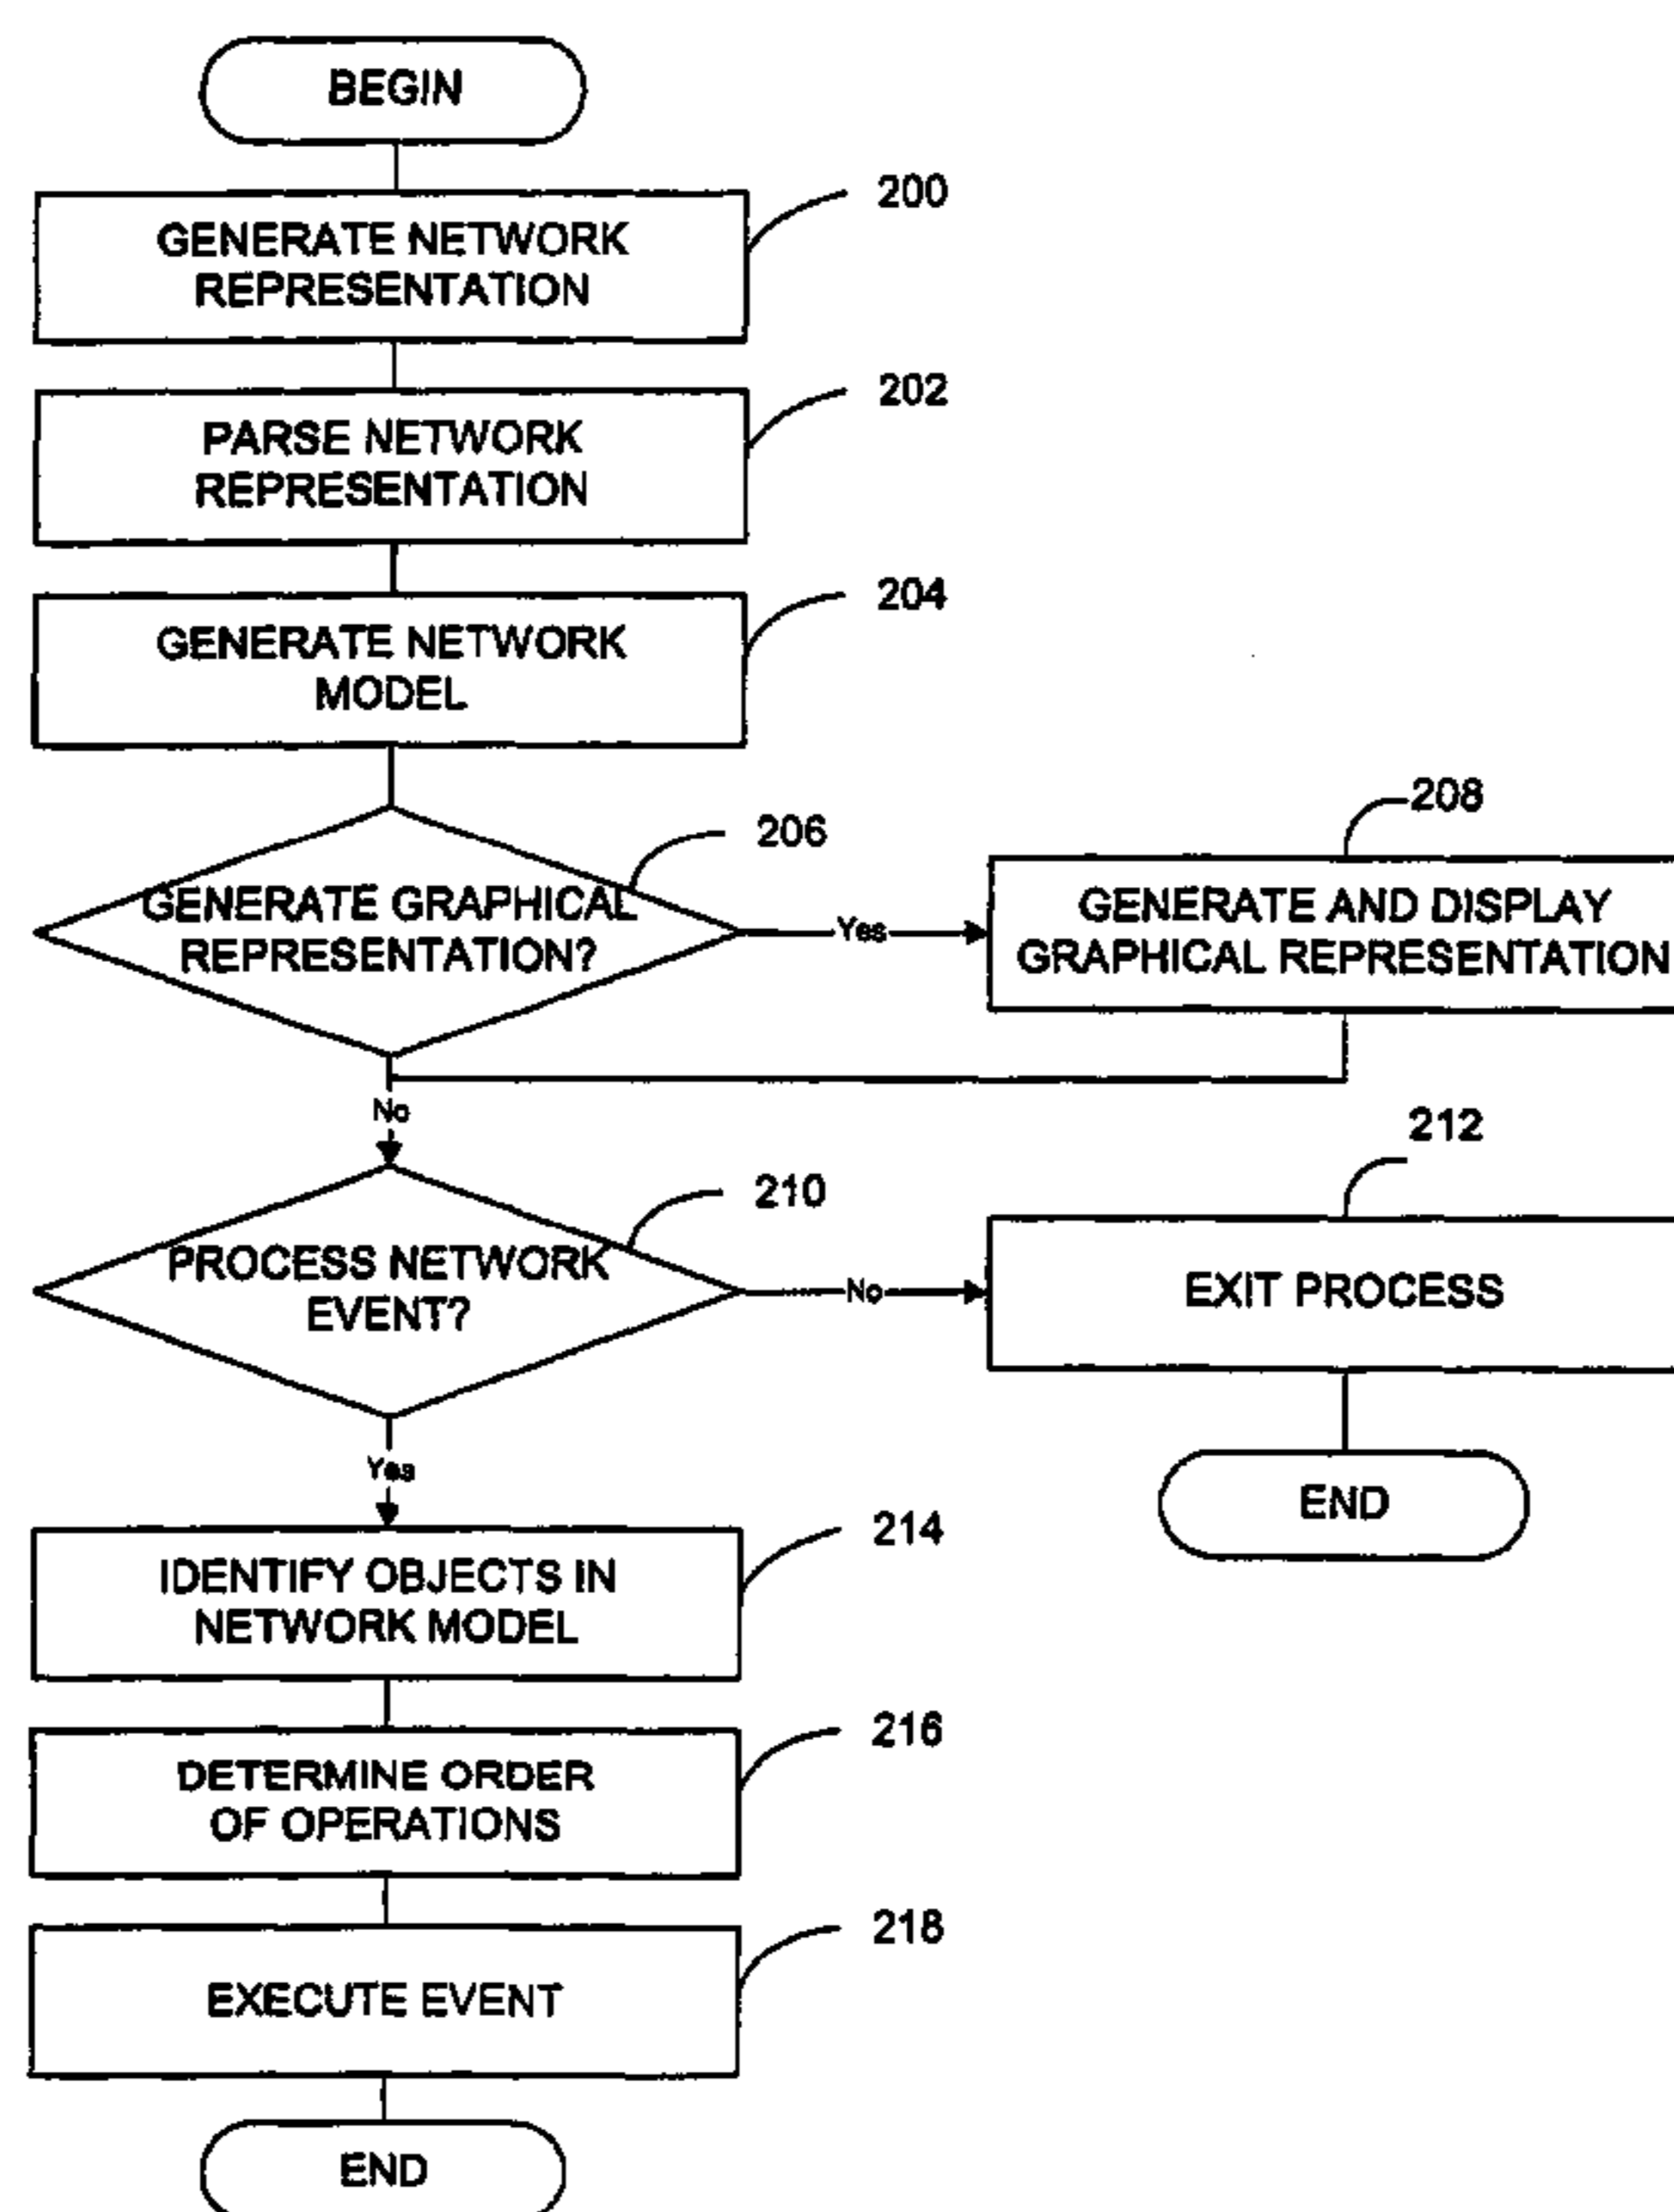 BEGIN
200
GENERATE NETWORK
REPRESENTATION
202
PARSE NETWORK
REPRESENTATION
204
GENERATE NETWORK
MODEL
206
GENERATE GRAPHICAL
REPRESENTATION?
Yes
208
GENERATE AND DISPLAY
GRAPHICAL REPRESENTATION
No
210
PROCESS NETWORK
EVENT?
No
212
EXIT PROCESS
END
Yes
214
IDENTIFY OBJECTS IN
NETWORK MODEL
216
DETERMINE ORDER
OF OPERATIONS
218
EXECUTE EVENT
END